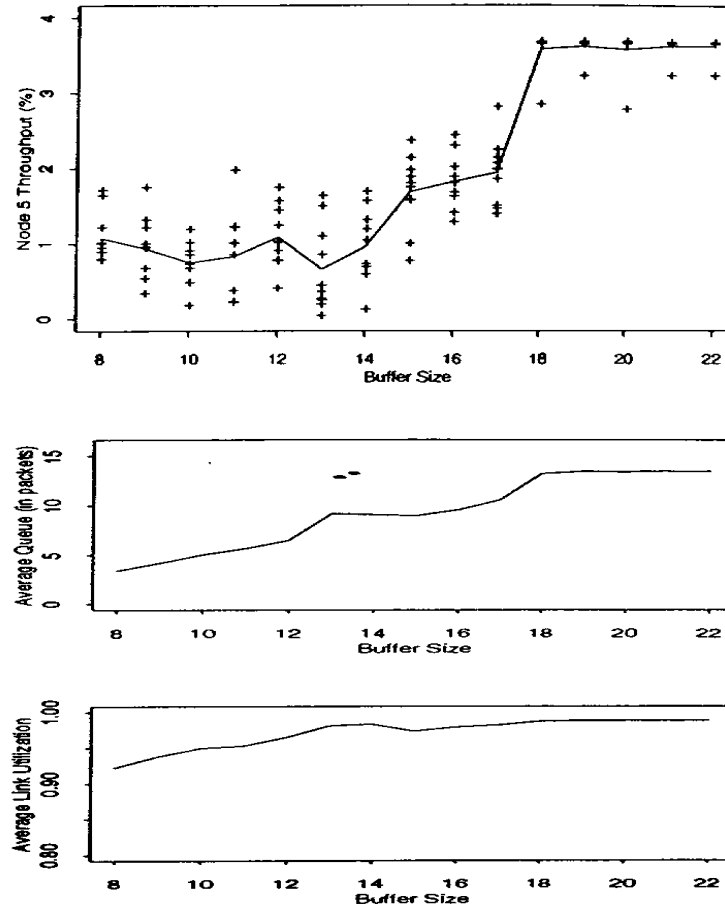 Node 5 Throughput (%)
4
3
2
1
0
8 10 12 14 16 18 20 22
Buffer Size
Average Queue (in packets)
15
10
5
0
8 10 12 14 16 18 20 22
Buffer Size
Average Link Utilization
1.00
0.90
0.80
8 10 12 14 16 18 20 22
Buffer Size